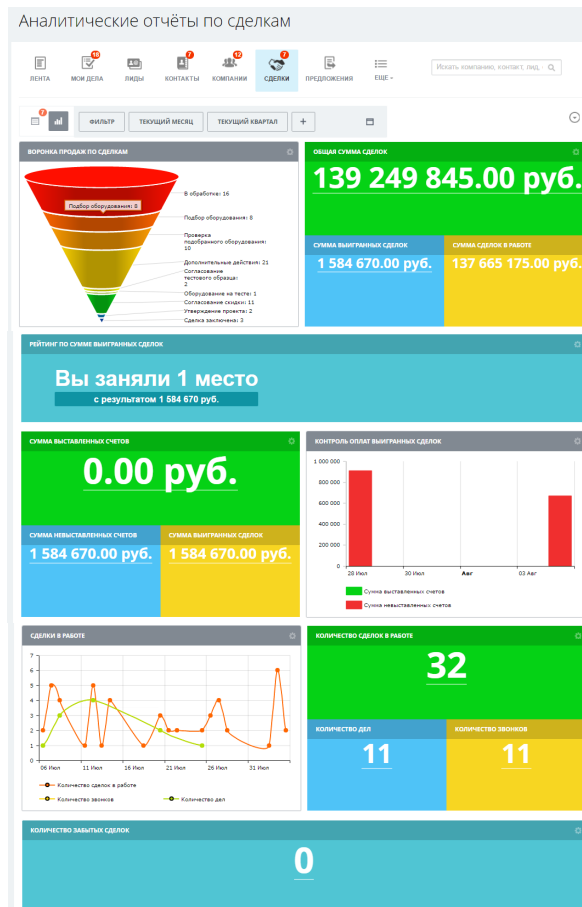 Аналитические отчёты по сделкам
10 7 12 7
ЛЕНТА МОИ ДЕЛА ЛИДЫ КОНТАКТЫ КОМПАНИИ СДЕЛКИ ПРЕДЛОЖЕНИЯ ЕЩЕ
Искать компанию, контакт, лид,
7
ФИЛЬТР ТЕКУЩИЙ МЕСЯЦ ТЕКУЩИЙ КВАРТАЛ +
ВОРОНКА ПРОДАЖ ПО СДЕЛКАМ
Подбор оборудования: 8
В обработке: 16
Подбор оборудования: 8
Проверка
подобранного оборудования:
10
Дополнительные действия: 21
Согласование
тестового образца:
2
Оборудование на тесте: 1
Согласование скидки: 11
Утверждение проекта: 2
Сделка заключена: 3
ОБЩАЯ СУММА СДЕЛОК
139 249 845.00 руб.
СУММА ВЫИГРАННЫХ СДЕЛОК
1 584 670.00 руб.
СУММА СДЕЛОК В РАБОТЕ
137 665 175.00 руб.
РЕЙТИНГ ПО СУММЕ ВЫИГРАННЫХ СДЕЛОК
Вы заняли 1 место
с результатом 1 584 670 руб.
СУММА ВЫСТАВЛЕННЫХ СЧЕТОВ
0.00 руб.
СУММА НЕВЫСТАВЛЕННЫХ СЧЕТОВ
1 584 670.00 руб.
СУММА ВЫИГРАННЫХ СДЕЛОК
1 584 670.00 руб.
КОНТРОЛЬ ОПЛАТ ВЫИГРАННЫХ СДЕЛОК
1 000 000
800 000
600 000
400 000
200 000
0
28 Июл 30 Июл Авг 03 Авг
Сумма выставленных счетов
Сумма невыставленных счетов
СДЕЛКИ В РАБОТЕ
7
6
5
4
3
2
1
0
06 Июл 11 Июл 16 Июл 21 Июл 26 Июл 31 Июл
Количество сделок в работе
Количество звонков Количество дел
КОЛИЧЕСТВО СДЕЛОК В РАБОТЕ
32
КОЛИЧЕСТВО ДЕЛ
11
КОЛИЧЕСТВО ЗВОНКОВ
11
КОЛИЧЕСТВО ЗАБЫТЫХ СДЕЛОК
0